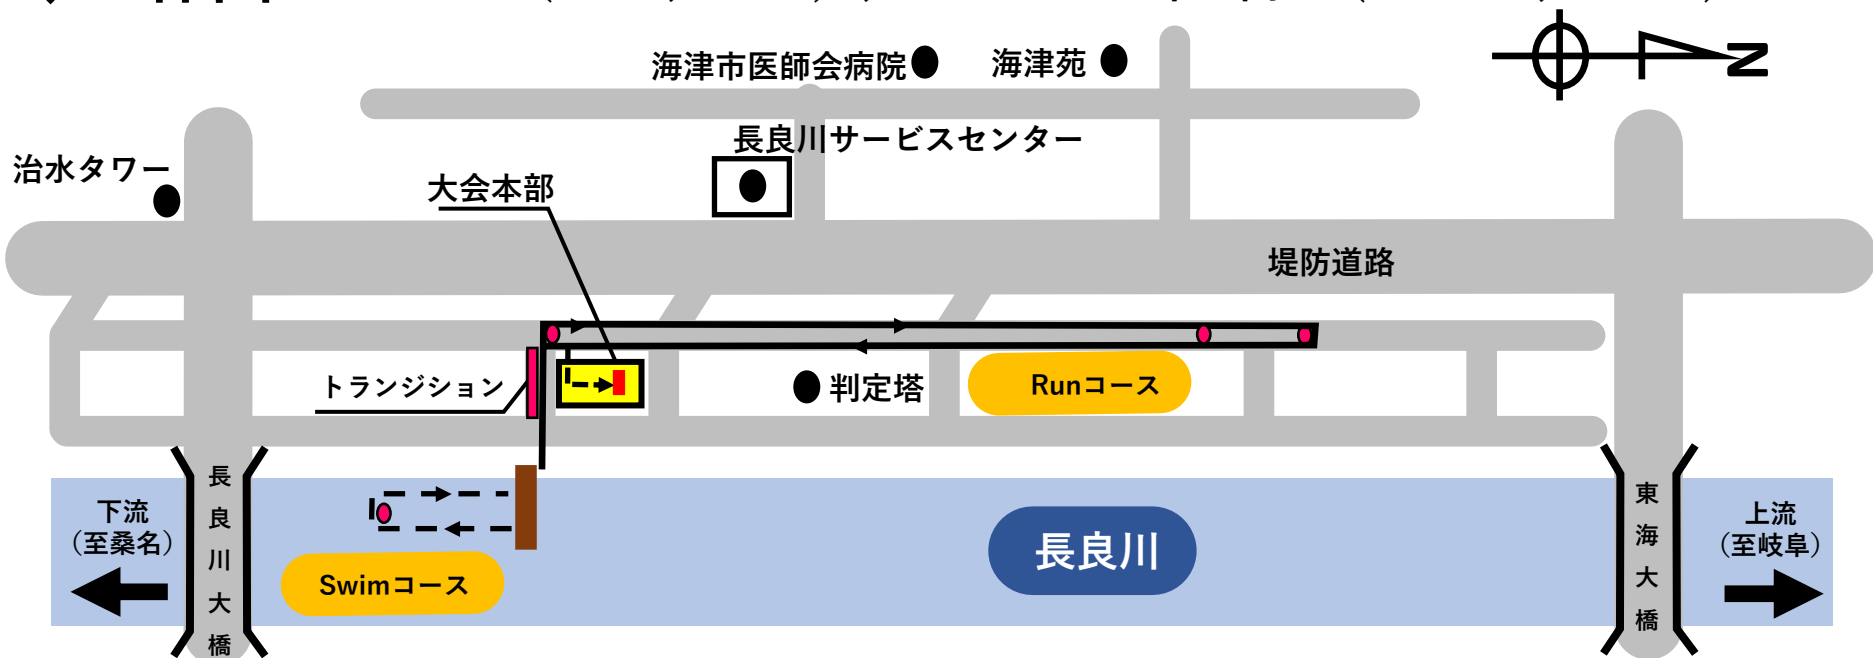 海津市医師会病院
海津苑
N
長良川サービスセンター
治水タワー
大会本部
堤防道路
トランジション
判定塔
Runコース
長良川大橋
下流
(至桑名)
Swimコース
長良川
東海大橋
上流
(至岐阜)